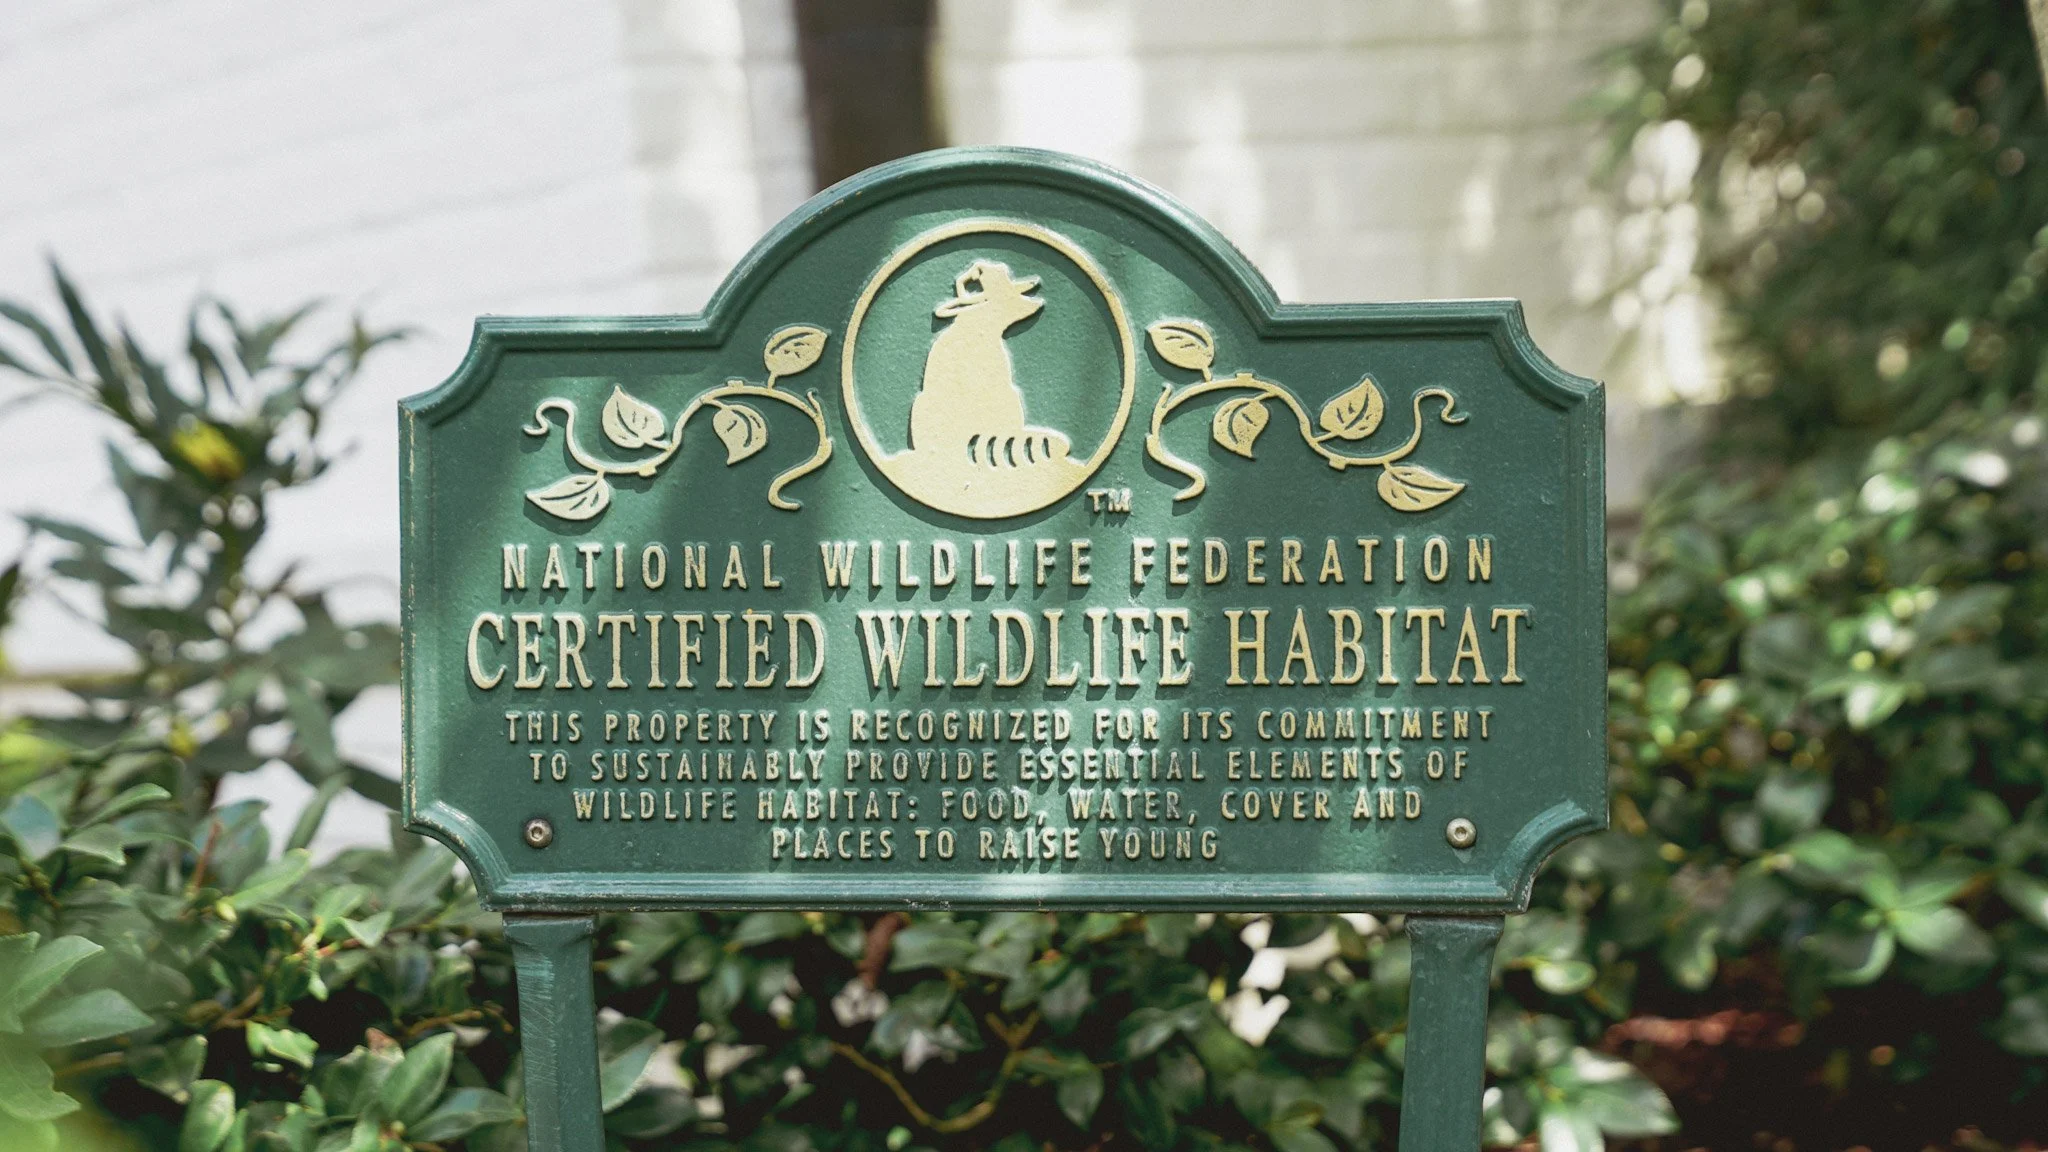 TM
NATIONAL WILDLIFE FEDERATION
CERTIFIED WILDLIFE HABITAT
THIS PROPERTY IS RECOGNIZED FOR ITS COMMITMENT
TO SUSTAINABLY PROVIDE ESSENTIAL ELEMENTS OF
WILDLIFE HABITAT: FOOD, WATER, COVER AND
PLACES TO RAISE YOUNG